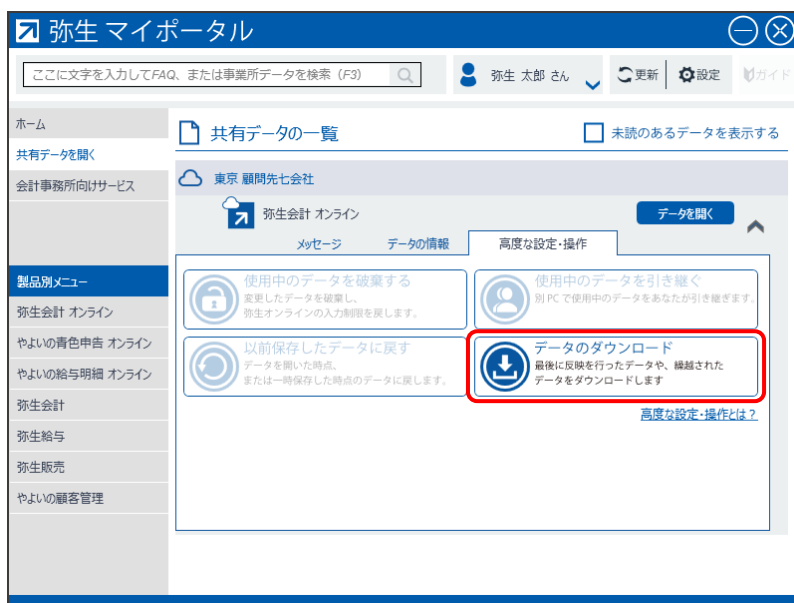 弥生 マイポータル
ここに文字を入力してFAQ、または事業所データを検索（F3）
弥生 太郎 さん
更新
設定
ガイド
ホーム
共有データを開く
会計事務所向けサービス
製品別メニュー
弥生会計 オンライン
やよいの青色申告 オンライン
やよいの給与明細 オンライン
弥生会計
弥生給与
弥生販売
やよいの顧客管理
共有データの一覧
未読のあるデータを表示する
東京 顧問先七会社
弥生会計 オンライン
データを開く
メッセージ
データの情報
高度な設定・操作
使用中のデータを破棄する
変更したデータを破棄し、
弥生オンラインの入力制限を戻します。
使用中のデータを引き継ぐ
別 PC で使用中のデータをあなたが引き継ぎます。
以前保存したデータに戻す
データを開いた時点、
または一時保存した時点のデータに戻します。
データのダウンロード
最後に反映を行ったデータや、繰越された
データをダウンロードします
高度な設定・操作とは？